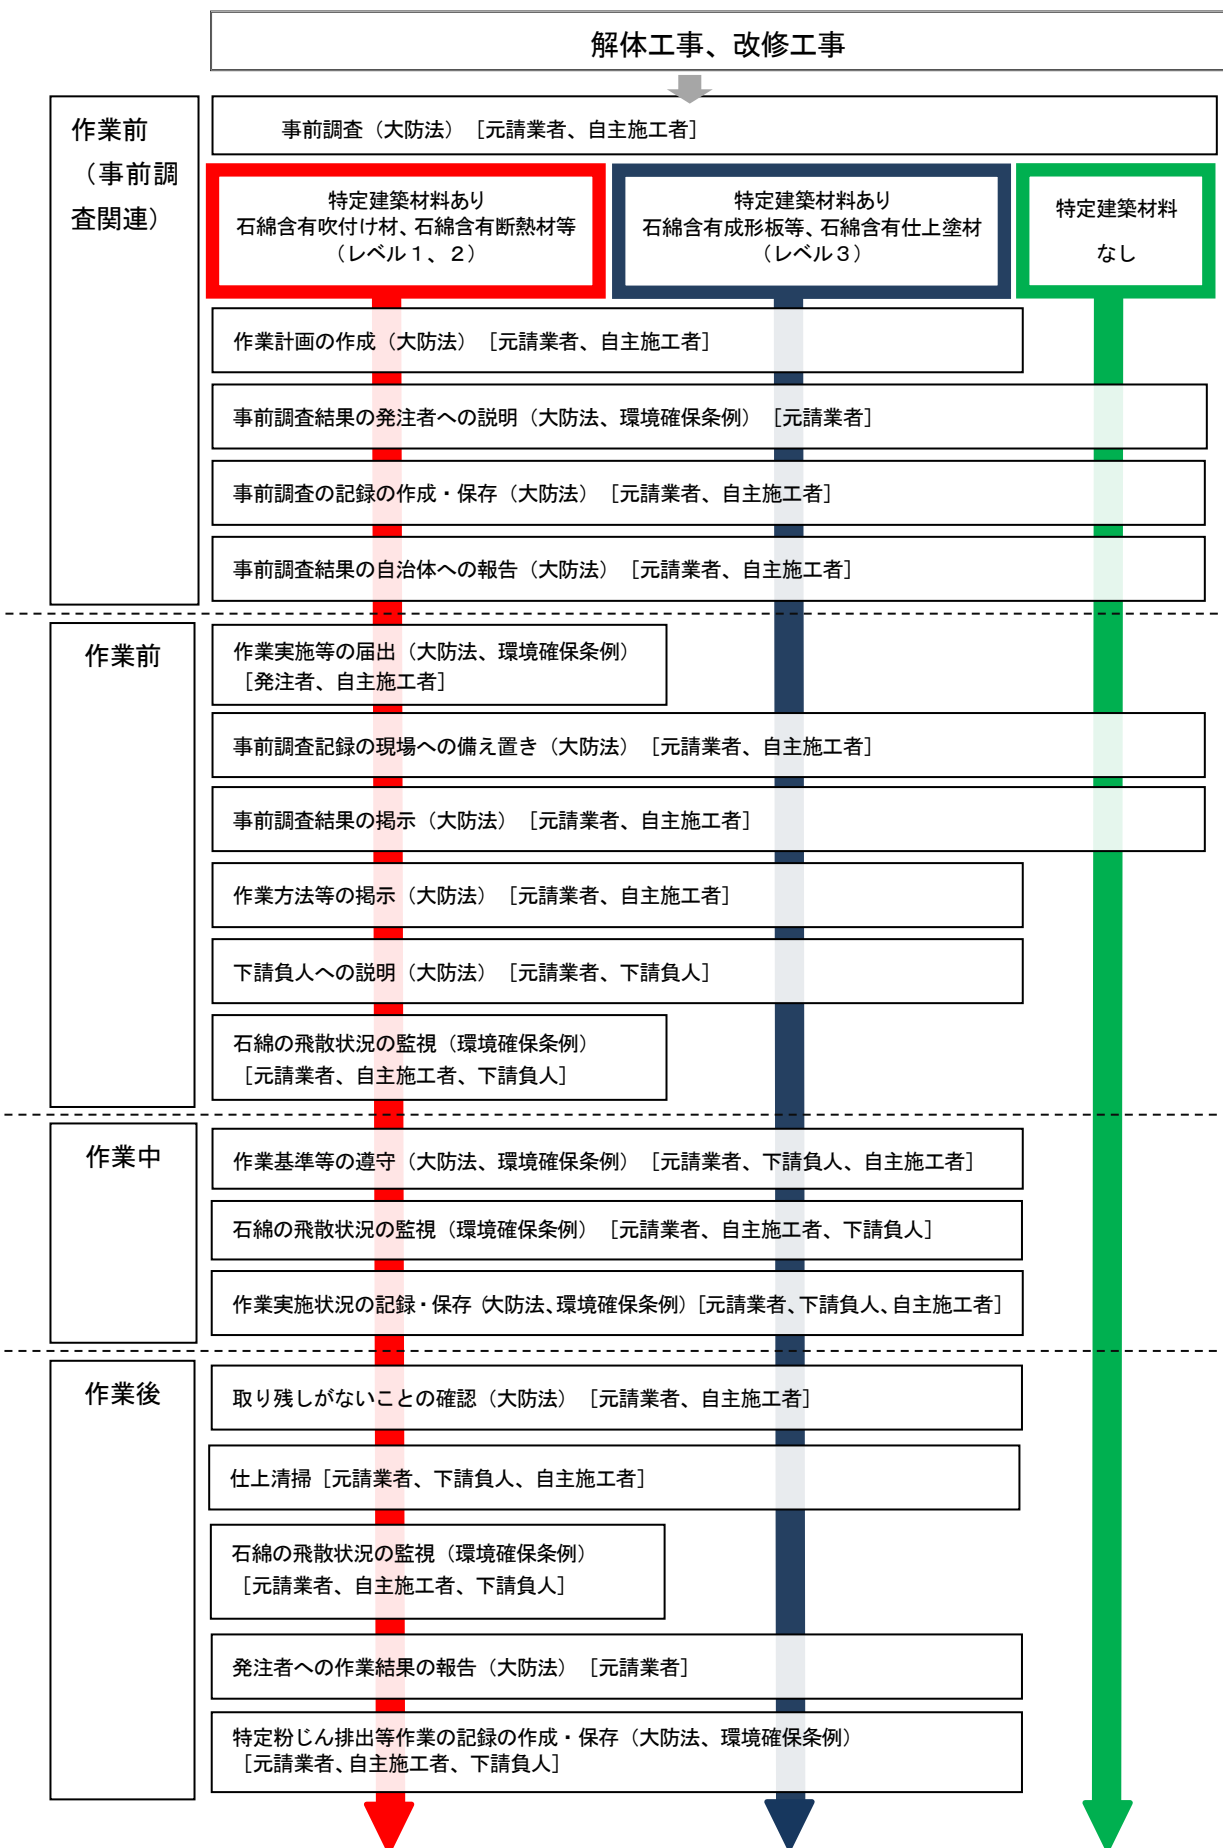 解体工事、改修工事
作業前
（事前調
査関連）
事前調査（大防法）［元請業者、自主施工者］
特定建築材料あり
石綿含有吹付け材、石綿含有断熱材等
（レベル１、２）
特定建築材料あり
石綿含有成形板等、石綿含有仕上塗材
（レベル３）
特定建築材料
なし
作業計画の作成（大防法）［元請業者、自主施工者］
事前調査結果の発注者への説明（大防法、環境確保条例）［元請業者］
事前調査の記録の作成・保存（大防法）［元請業者、自主施工者］
事前調査結果の自治体への報告（大防法）［元請業者、自主施工者］
作業前
作業実施等の届出（大防法、環境確保条例）
［発注者、自主施工者］
事前調査記録の現場への備え置き（大防法）［元請業者、自主施工者］
事前調査結果の掲示（大防法）［元請業者、自主施工者］
作業方法等の掲示（大防法）［元請業者、自主施工者］
下請負人への説明（大防法）［元請業者、下請負人］
石綿の飛散状況の監視（環境確保条例）
［元請業者、自主施工者、下請負人］
作業中
作業基準等の遵守（大防法、環境確保条例）［元請業者、下請負人、自主施工者］
石綿の飛散状況の監視（環境確保条例）［元請業者、自主施工者、下請負人］
作業実施状況の記録・保存（大防法、環境確保条例）［元請業者、下請負人、自主施工者］
作業後
取り残しがないことの確認（大防法）［元請業者、自主施工者］
仕上清掃［元請業者、下請負人、自主施工者］
石綿の飛散状況の監視（環境確保条例）
［元請業者、自主施工者、下請負人］
発注者への作業結果の報告（大防法）［元請業者］
特定粉じん排出等作業の記録の作成・保存（大防法、環境確保条例）
［元請業者、自主施工者、下請負人］